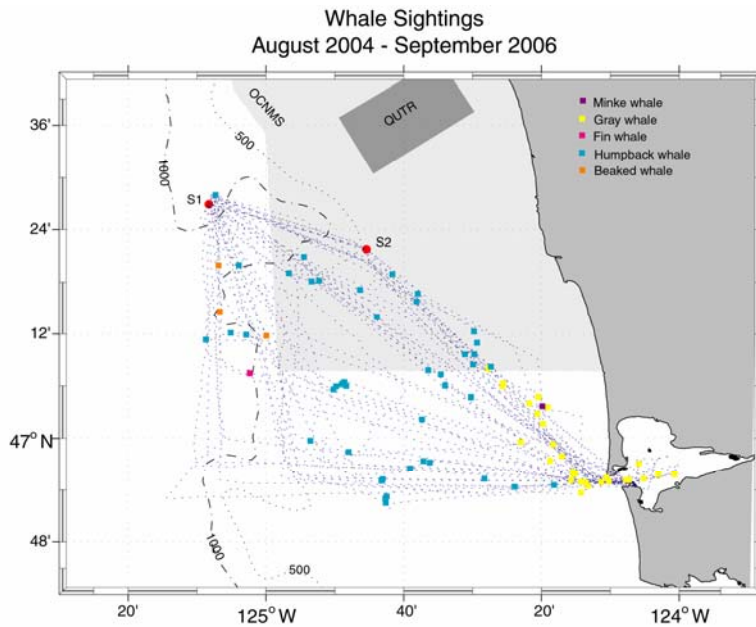 Whale Sightings
August 2004 - September 2006
OCNMS
QUTR
Minke whale
Gray whale
Fin whale
Humpback whale
Beaked whale
36'
500
1000
S1
24'
S2
12'
47° N
48'
1000
500
20'
125° W
40'
20'
124° W